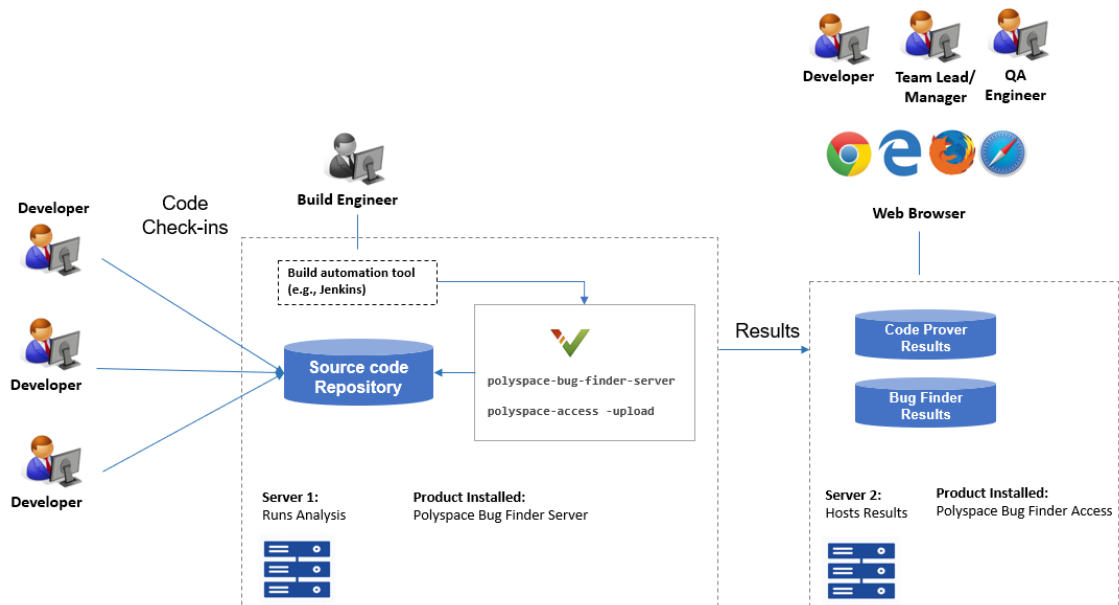 Developer
Team Lead/
Manager
QA
Engineer
Web Browser
Build Engineer
Code
Check-ins
Developer
Developer
Developer
Build automation tool
(e.g., Jenkins)
Source code
Repository
polyspace-bug-finder-server
polyspace-access -upload
Results
Code Prover
Results
Bug Finder
Results
Server 1:
Runs Analysis
Product Installed:
Polyspace Bug Finder Server
Server 2:
Hosts Results
Product Installed:
Polyspace Bug Finder Access